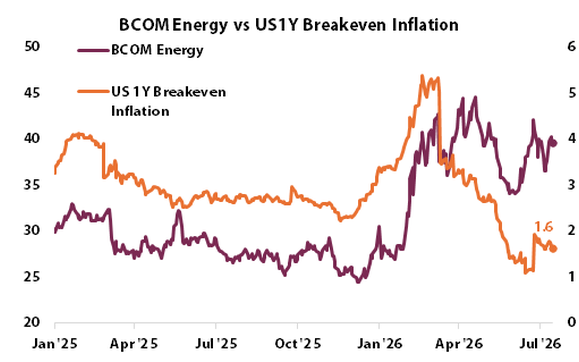 BCOM Energy vs US1Y Breakeven Inflation
50
45
40
35
30
25
20
6
5
4
3
2
1
0
BCOM Energy
US 1Y Breakeven
Inflation
1.6
Jan '25
Apr '25
Jul '25
Oct '25
Jan '26
Apr '26
Jul '26